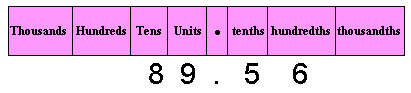 Thousands Hundreds Tens Units . tenths hundredths thousandths
8 9 . 5 6